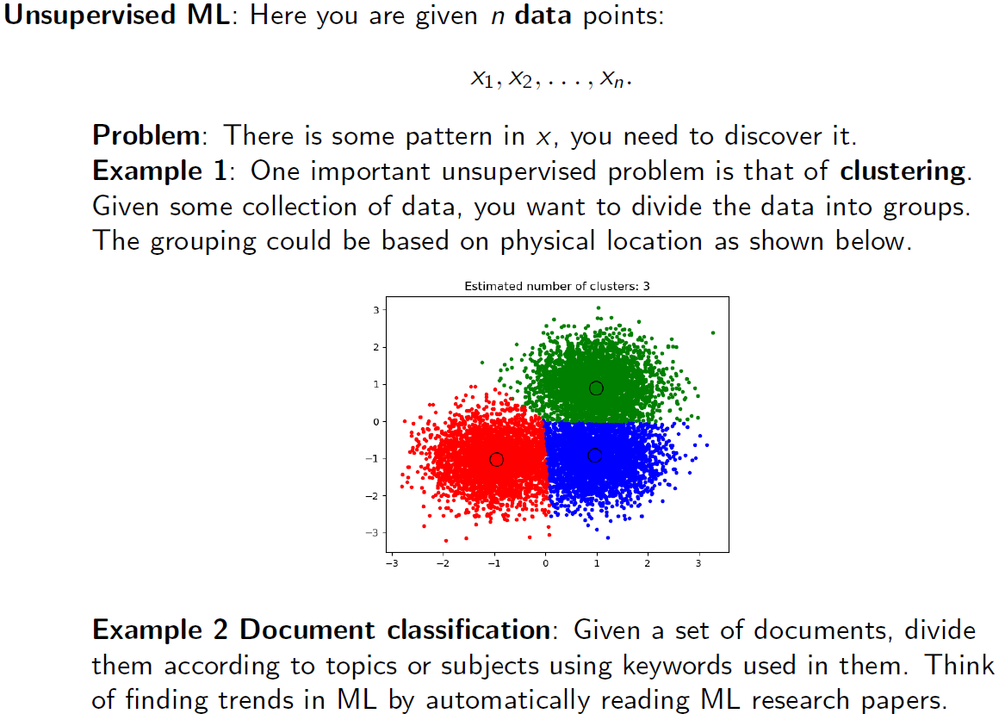 Unsupervised ML: Here you are given n data points:
x₁, x₂, . . . , xₙ.
Problem: There is some pattern in x, you need to discover it.
Example 1: One important unsupervised problem is that of clustering.
Given some collection of data, you want to divide the data into groups.
The grouping could be based on physical location as shown below.
Estimated number of clusters: 3
3
2
1
0
−1
−2
−3
−3 −2 −1 0 1 2 3
Example 2 Document classification: Given a set of documents, divide
them according to topics or subjects using keywords used in them. Think
of finding trends in ML by automatically reading ML research papers.